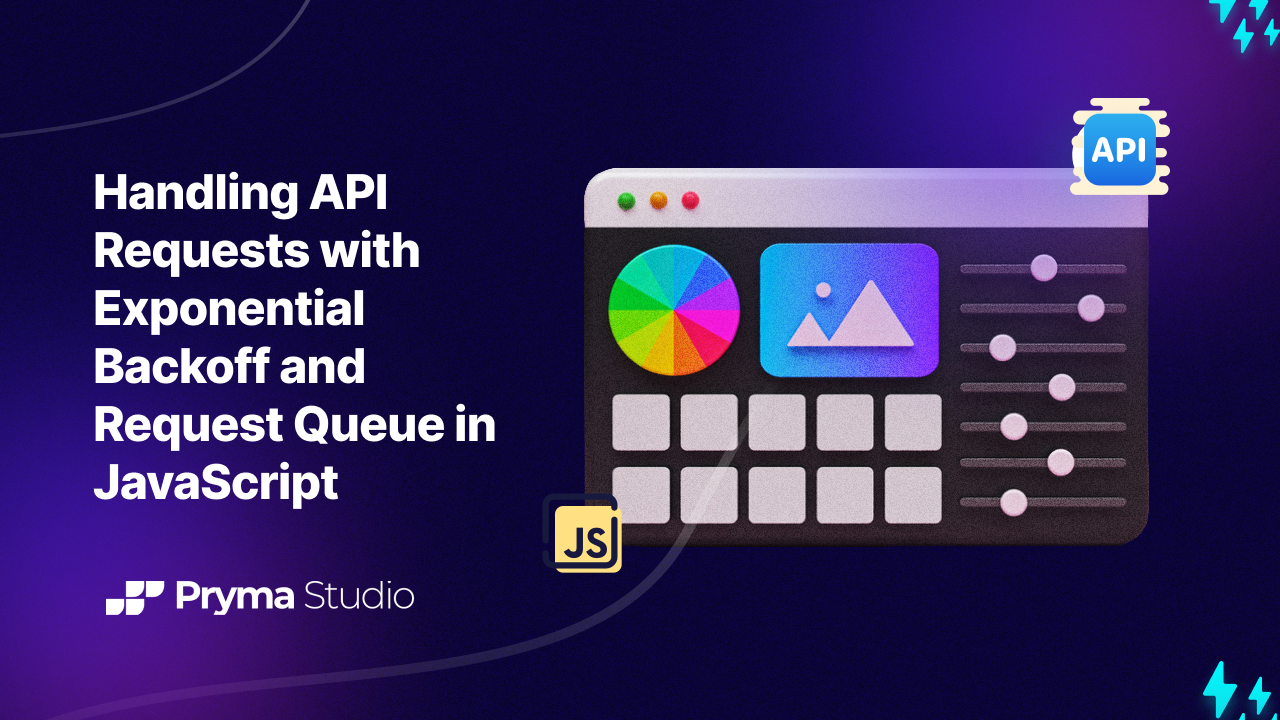 Handling API
Requests with
Exponential
Backoff and
Request Queue in
JavaScript
Pryma Studio
API
JS